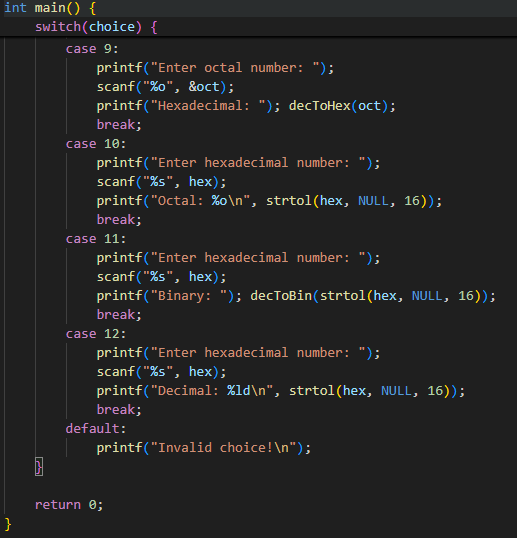 int main() {
    switch(choice) {
        case 9:
            printf("Enter octal number: ");
            scanf("%o", &oct);
            printf("Hexadecimal: "); decToHex(oct);
            break;
        case 10:
            printf("Enter hexadecimal number: ");
            scanf("%s", hex);
            printf("Octal: %o\n", strtol(hex, NULL, 16));
            break;
        case 11:
            printf("Enter hexadecimal number: ");
            scanf("%s", hex);
            printf("Binary: "); decToBin(strtol(hex, NULL, 16));
            break;
        case 12:
            printf("Enter hexadecimal number: ");
            scanf("%s", hex);
            printf("Decimal: %ld\n", strtol(hex, NULL, 16));
            break;
        default:
            printf("Invalid choice!\n");
    }
    return 0;
}